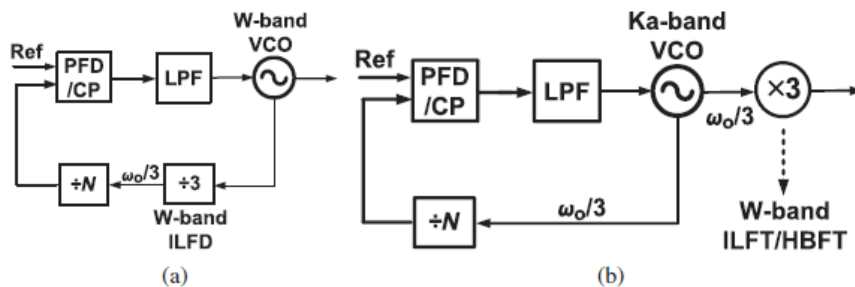 W-band
VCO
Ref
PFD
/CP
LPF
÷N
ωo/3
÷3
W-band
ILFD
(a)
Ka-band
VCO
Ref
PFD
/CP
LPF
ωo/3
×3
÷N
ωo/3
W-band
ILFT/HBFT
(b)